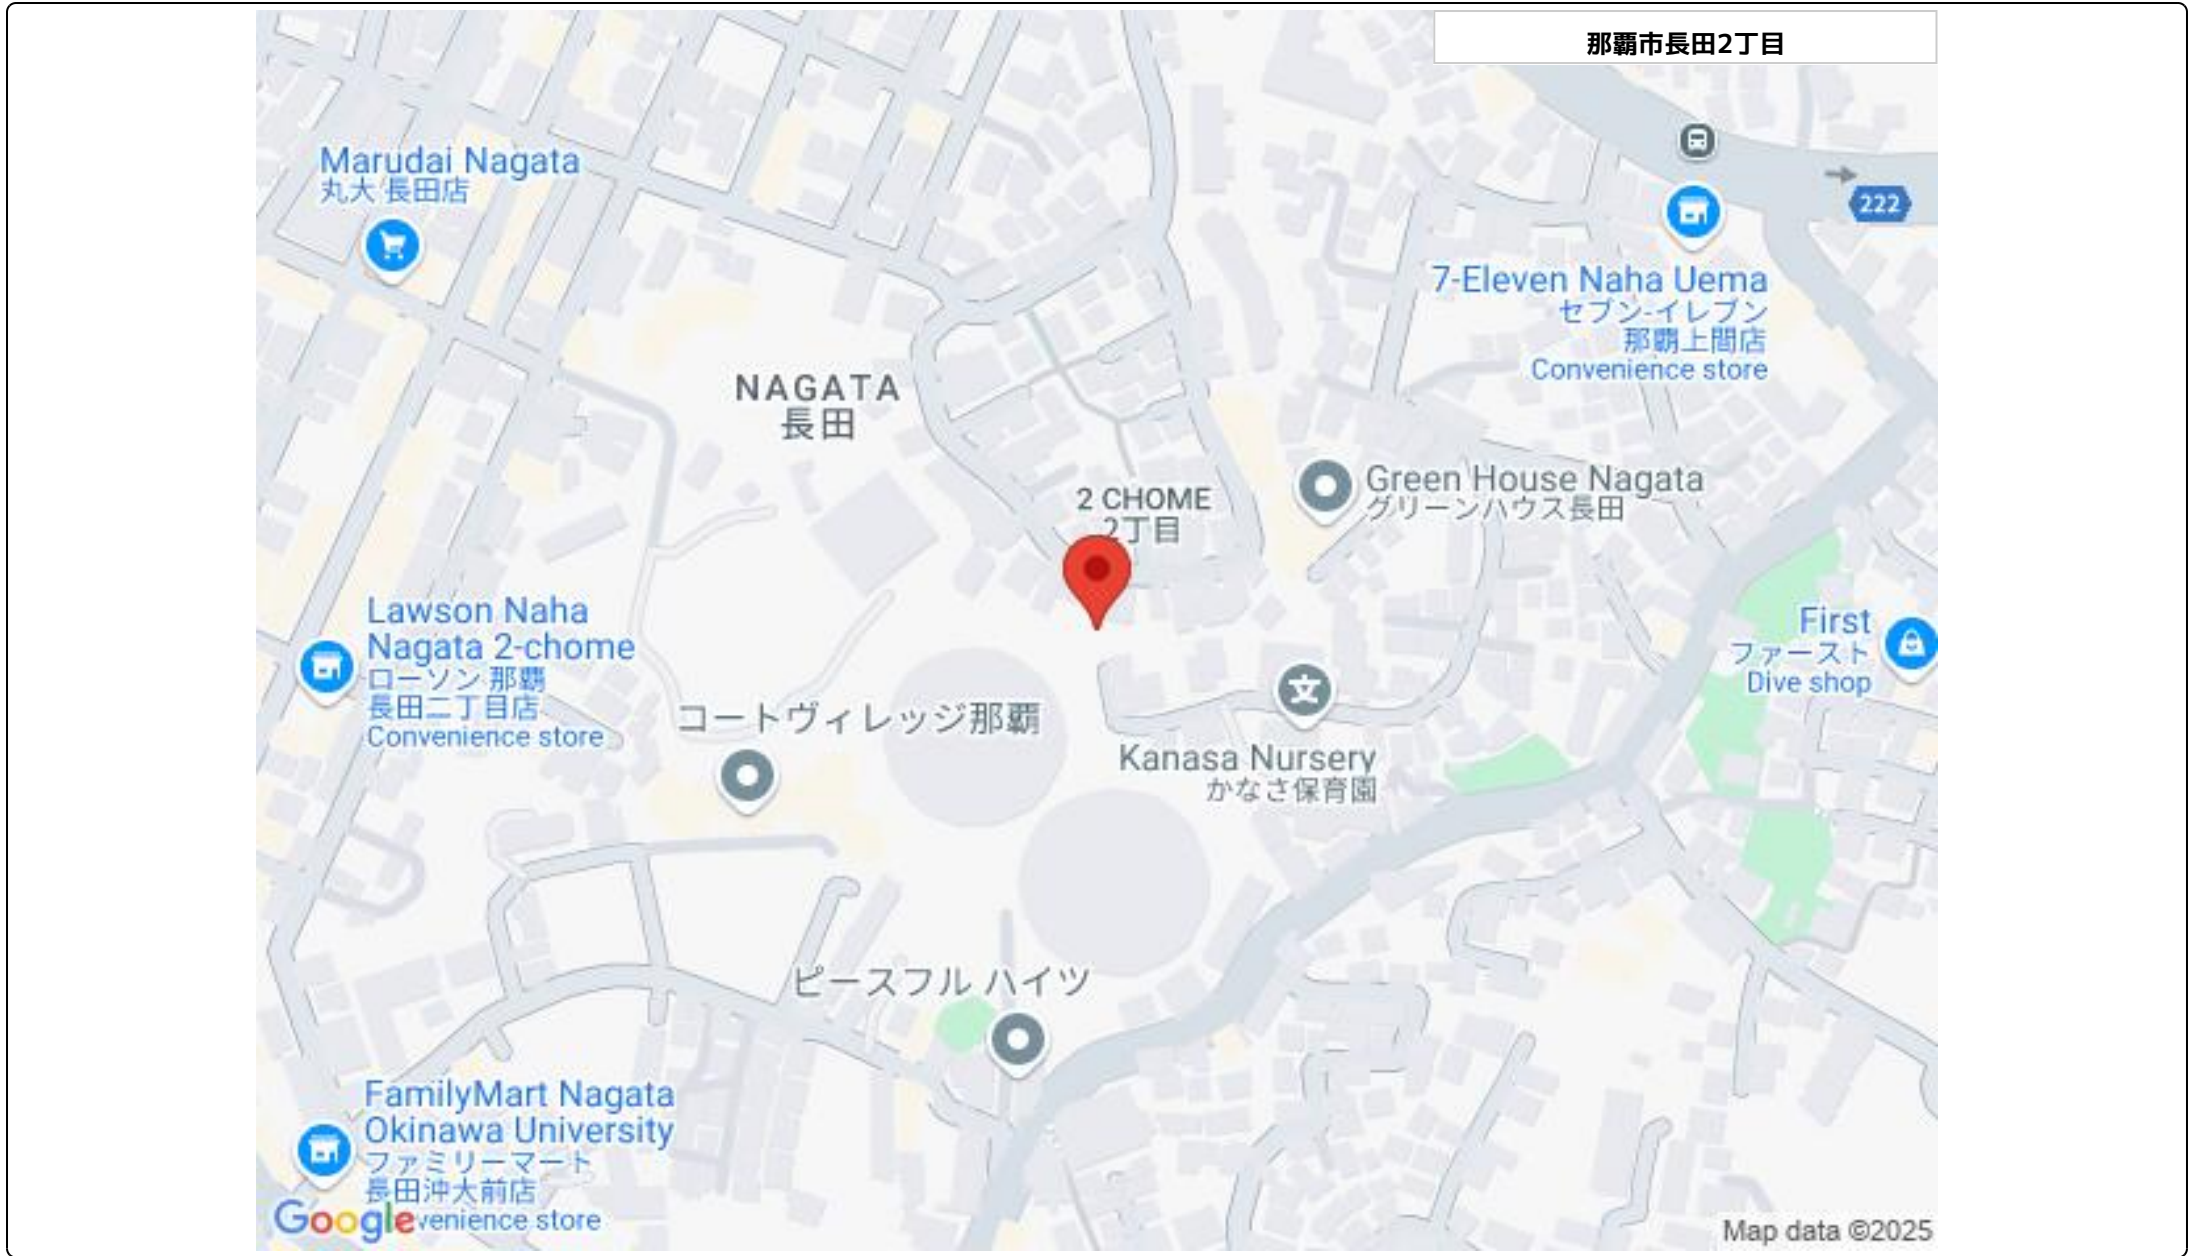 那覇市長田2丁目
Marudai Nagata
丸大 長田店
222
7-Eleven Naha Uema
セブン-イレブン
那覇上間店
Convenience store
NAGATA
長田
Green House Nagata
グリーンハウス長田
2 CHOME
2丁目
Lawson Naha
Nagata 2-chome
ローソン 那覇
長田二丁目店
Convenience store
First
ファースト
Dive shop
コートヴィレッジ那覇
文
Kanasa Nursery
かなさ保育園
ピースフル ハイツ
FamilyMart Nagata
Okinawa University
ファミリーマート
長田沖大前店
Google
venience store
Map data ©2025